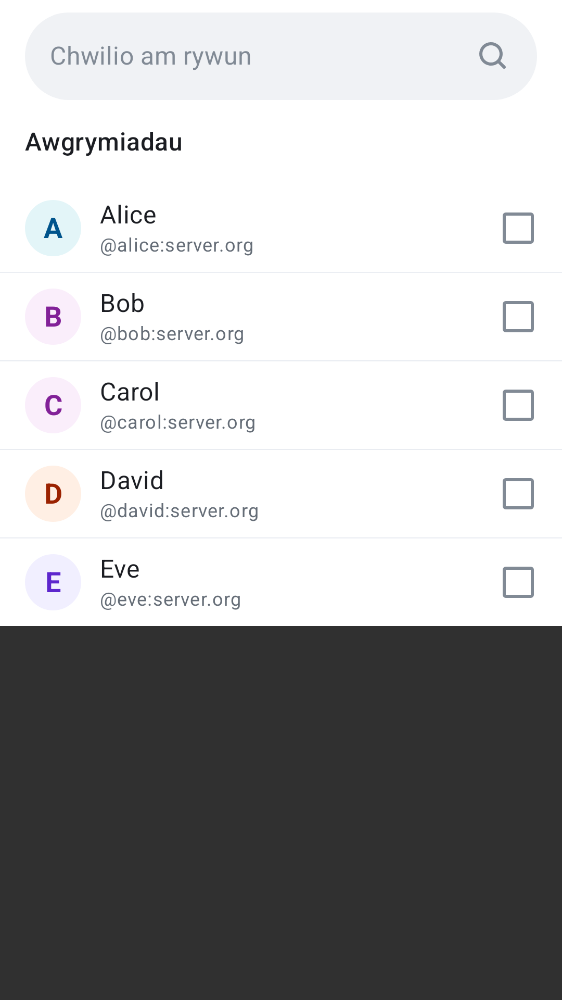 Chwilio am rywun
Awgrymiadau
A
Alice
@alice:server.org
B
Bob
@bob:server.org
C
Carol
@carol:server.org
D
David
@david:server.org
E
Eve
@eve:server.org